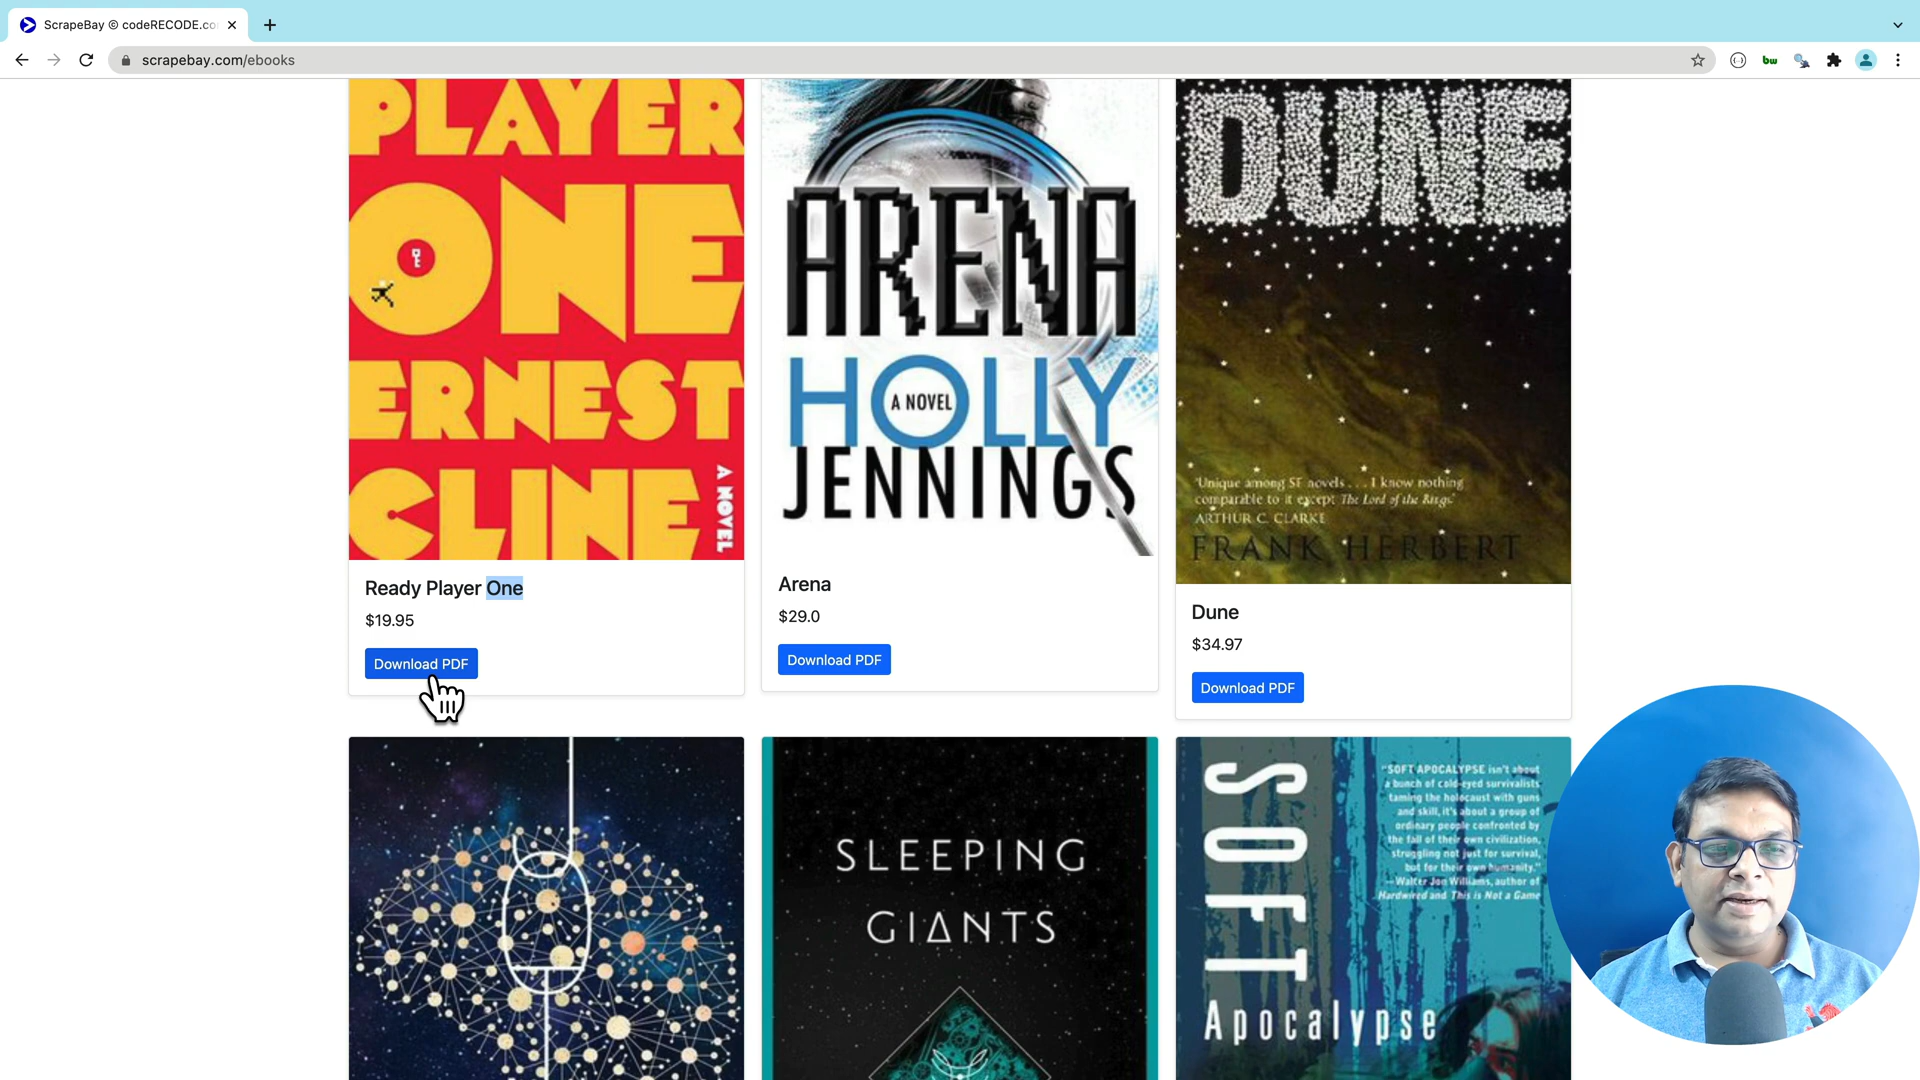 ScrapeBay © codeRECODE.co
scrapebay.com/ebooks
bw
PLAYER
ONE
ERNEST
CLINE
A NOVEL
Ready Player One
$19.95
Download PDF
ARENA
HOLLY
A NOVEL
JENNINGS
Arena
$29.0
Download PDF
DUNE
'Unique among SF novels . . . I know nothing
comparable to it except The Lord of the Rings.'
ARTHUR C. CLARKE
FRANK HERBERT
Dune
$34.97
Download PDF
SLEEPING
GIANTS
SOFT
Apocalypse
"SOFT APOCALYPSE isn't about
a bunch of cold-eyed survivalists
taming the holocaust with guns
and skill, it's about a group of
ordinary people confronted by
the fall of their own civilization,
struggling not just for survival,
but for their own humanity."
—Walter Jon Williams, author of
Hardwired and This is Not a Game